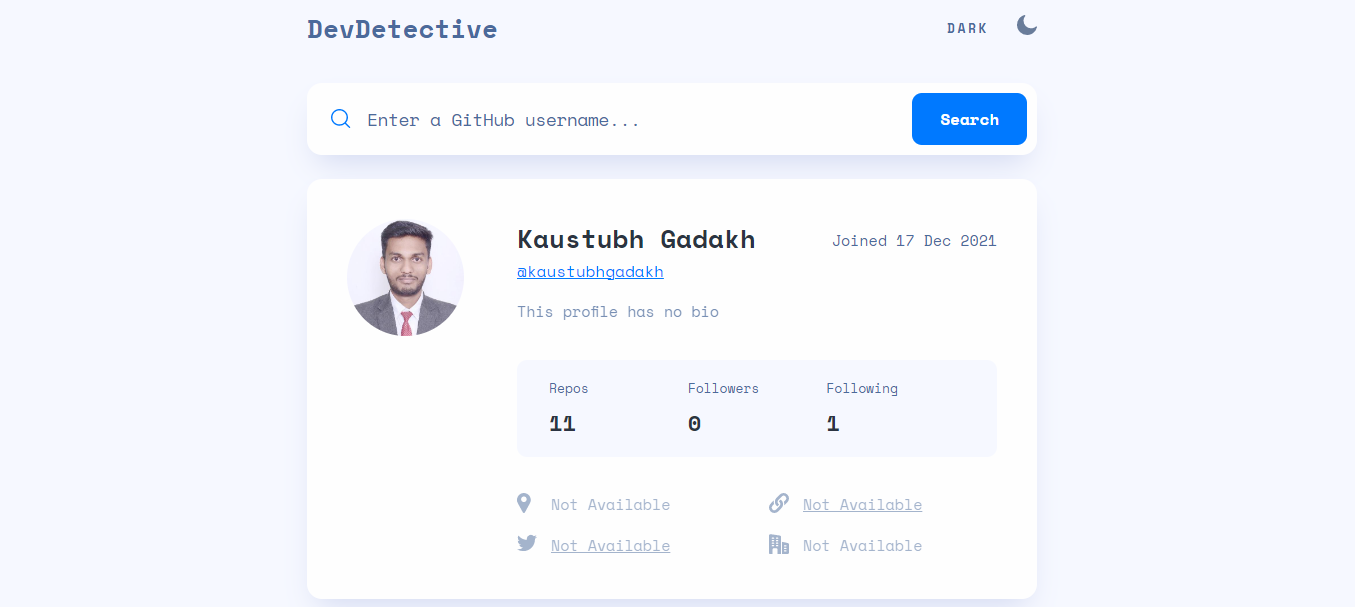 DevDetective
DARK
Enter a GitHub username...
Search
Kaustubh Gadakh
Joined 17 Dec 2021
@kaustubhgadakh
This profile has no bio
Repos Followers Following
11 0 1
Not Available Not Available
Not Available Not Available